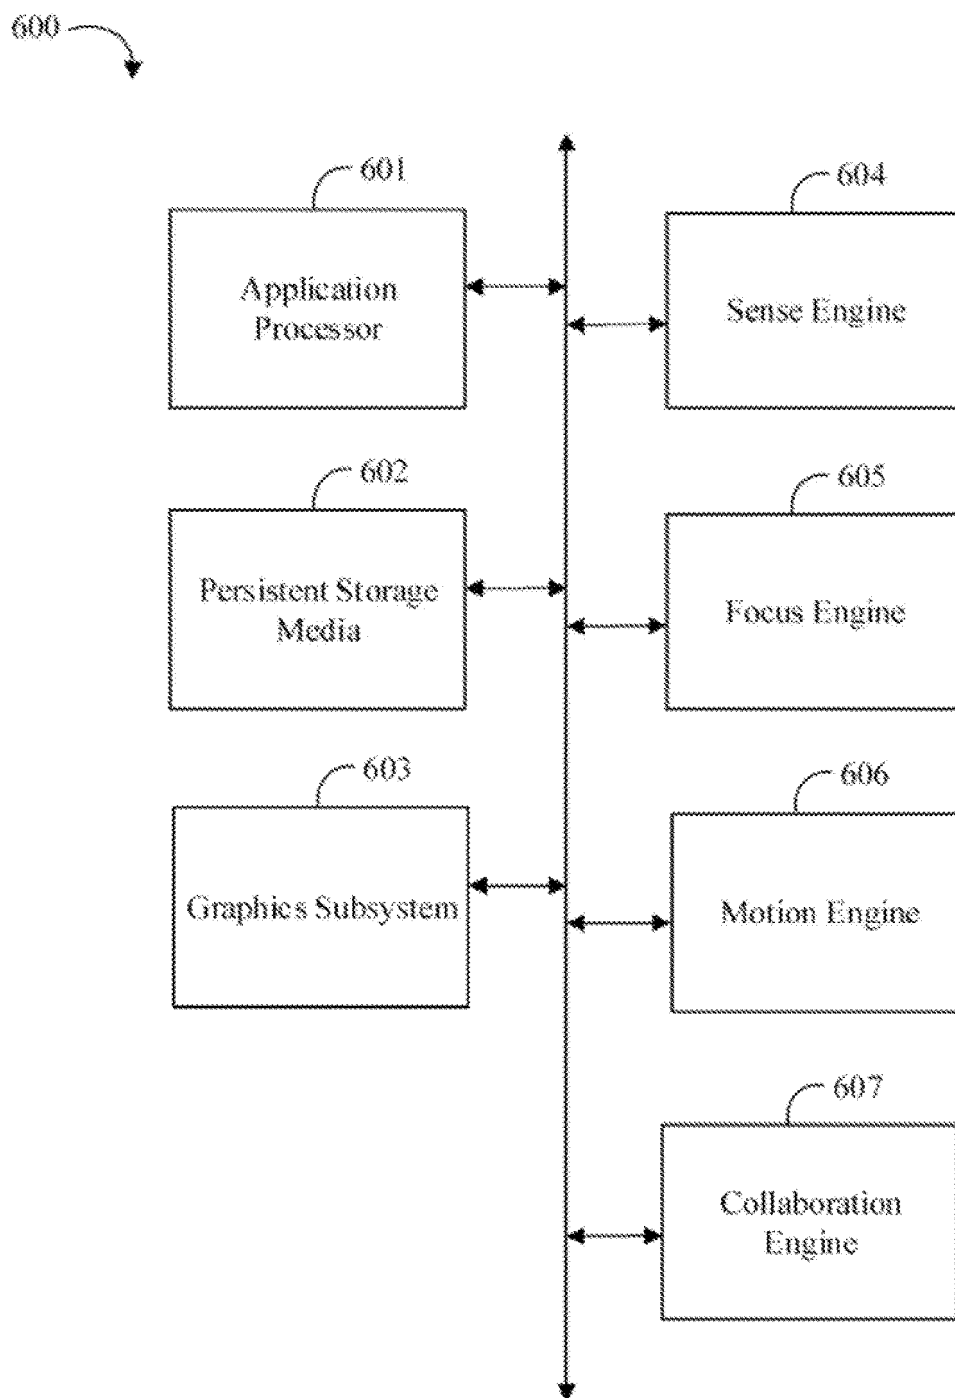 600
601
Application
Processor
602
Persistent Storage
Media
603
Graphics Subsystem
604
Sense Engine
605
Focus Engine
606
Motion Engine
607
Collaboration
Engine